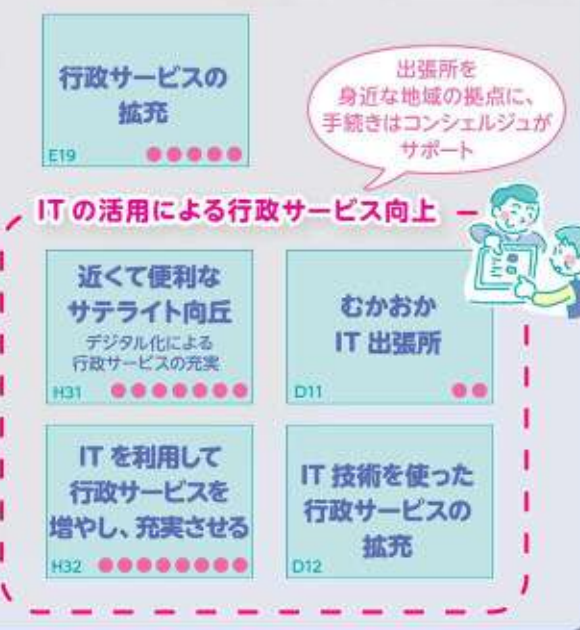 行政サービスの
拡充
E19
出張所を
身近な地域の拠点に、
手続きはコンシェルジュが
サポート
ITの活用による行政サービス向上
近くて便利な
サテライト向丘
デジタル化による
行政サービスの充実
H31
むかおか
IT 出張所
D11
IT を利用して
行政サービスを
増やし、充実させる
H32
IT 技術を使った
行政サービスの
拡充
D12